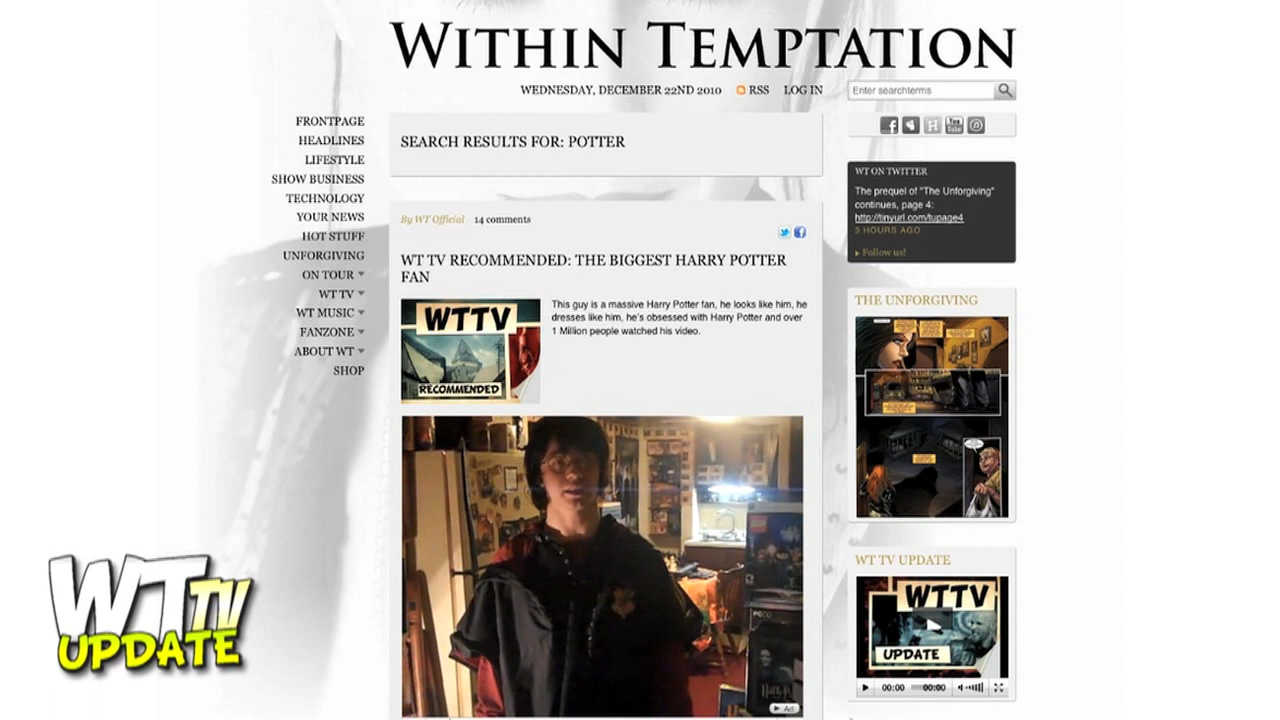 WITHIN TEMPTATION
WEDNESDAY, DECEMBER 22ND 2010
RSS
LOG IN
Enter searchterms
FRONTPAGE
HEADLINES
LIFESTYLE
SHOW BUSINESS
TECHNOLOGY
YOUR NEWS
HOT STUFF
UNFORGIVING
ON TOUR
WT TV
WT MUSIC
FANZONE
ABOUT WT
SHOP
SEARCH RESULTS FOR: POTTER
By WT Official 14 comments
WT TV RECOMMENDED: THE BIGGEST HARRY POTTER
FAN
WTTV
RECOMMENDED
This guy is a massive Harry Potter fan, he looks like him, he
dresses like him, he's obsessed with Harry Potter and over
1 Million people watched his video.
Ad
You
Tube
WT ON TWITTER
The prequel of "The Unforgiving"
continues, page 4:
http://tinyurl.com/tupage4
3 HOURS AGO
Follow us!
THE UNFORGIVING
WT TV UPDATE
WTTV
UPDATE
00:00
00:00
WT TV
UPDATE